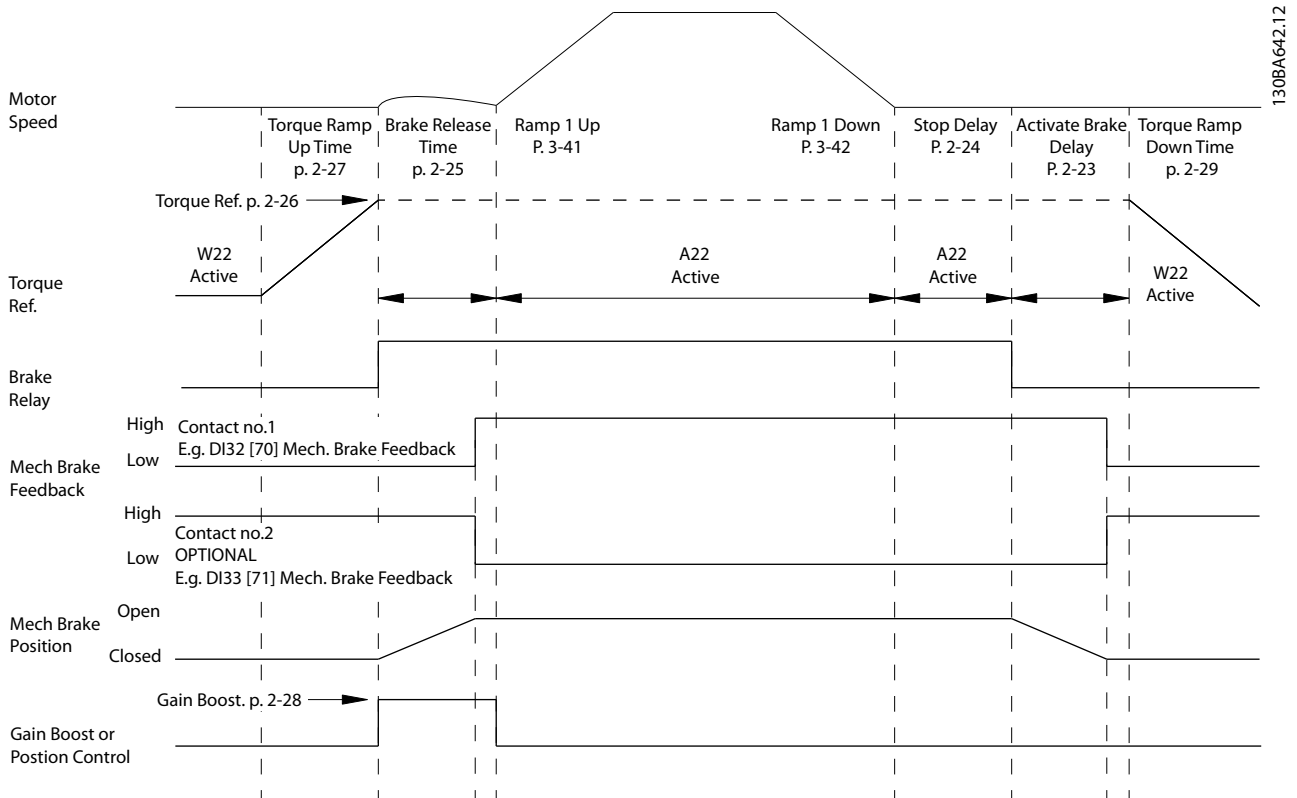 130BA642.12
Motor
Speed
Torque Ramp
Up Time
p. 2-27
Brake Release
Time
p. 2-25
Ramp 1 Up
P. 3-41
Ramp 1 Down
P. 3-42
Stop Delay
P. 2-24
Activate Brake
Delay
P. 2-23
Torque Ramp
Down Time
p. 2-29
Torque Ref. p. 2-26
Torque
Ref.
W22
Active
A22
Active
A22
Active
W22
Active
Brake
Relay
Mech Brake
Feedback
High
Low
Contact no.1
E.g. DI32 [70] Mech. Brake Feedback
High
Low
Contact no.2
OPTIONAL
E.g. DI33 [71] Mech. Brake Feedback
Mech Brake
Position
Open
Closed
Gain Boost. p. 2-28
Gain Boost or
Postion Control